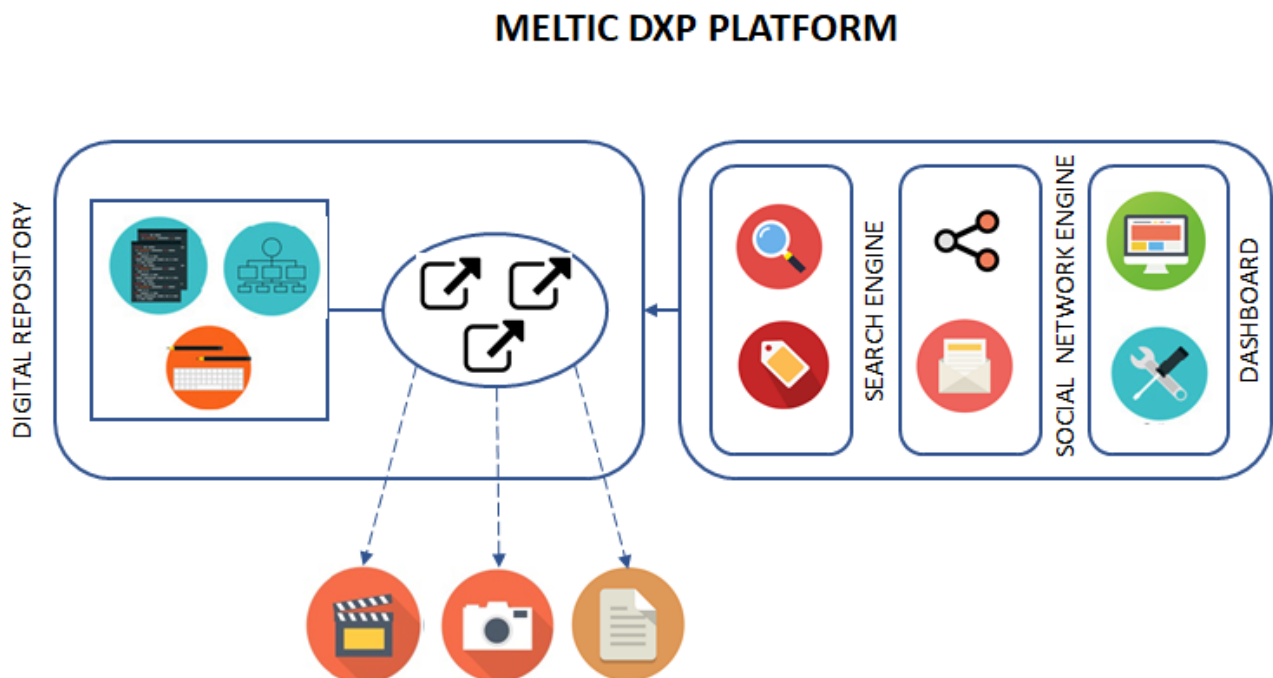 MELTIC DXP PLATFORM
DIGITAL REPOSITORY
SEARCH ENGINE
SOCIAL NETWORK ENGINE
DASHBOARD